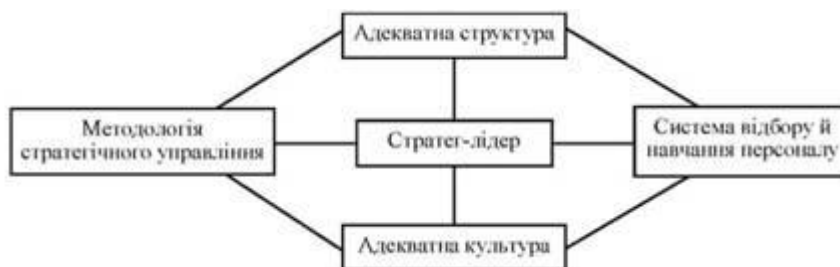 Адекватна структура
Методологія
стратегічного управління
Стратег-лідер
Система відбору й
навчання персоналу
Адекватна культура